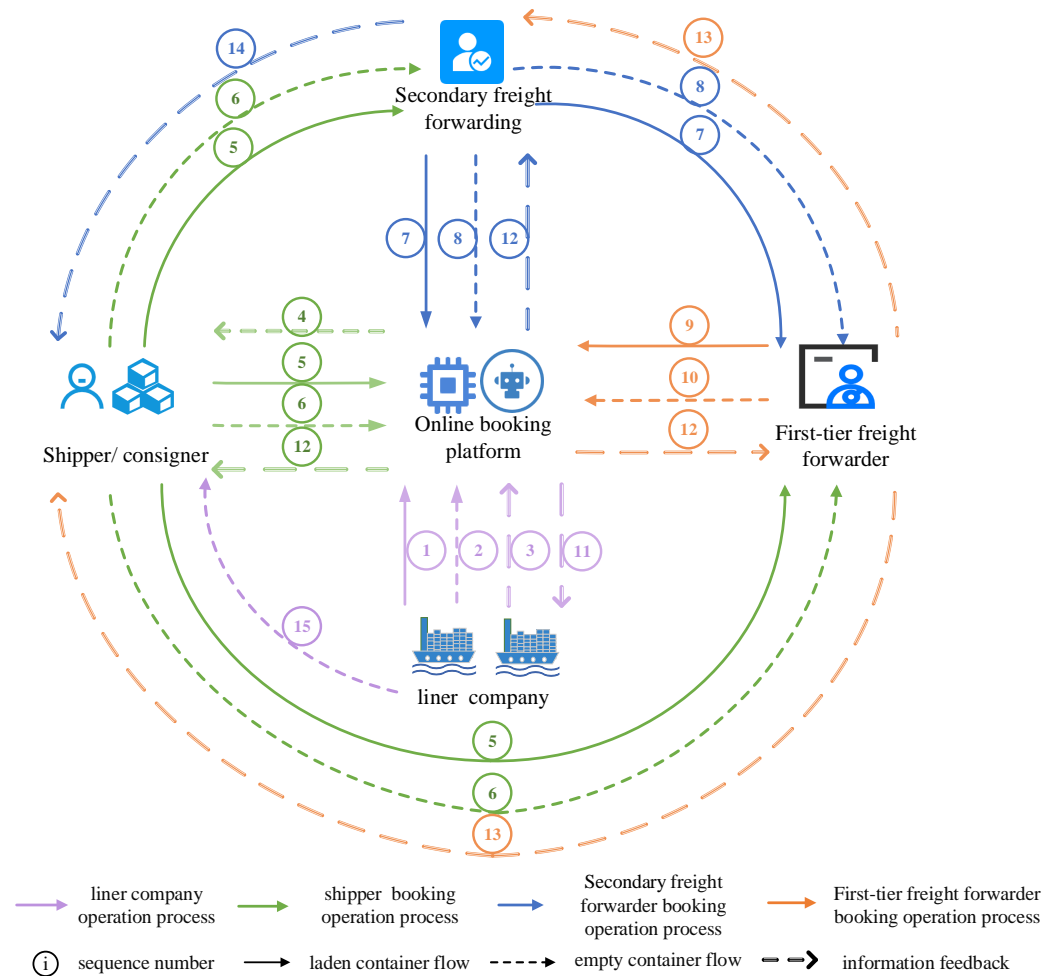 13
14
8
6
Secondary freight
forwarding
7
5
7
8
12
4
9
5
10
6
12
12
Shipper/ consigner
Online booking
platform
First-tier freight
forwarder
1
2
3
11
15
liner company
5
6
13
liner company
operation process
shipper booking
operation process
Secondary freight
forwarder booking
operation process
First-tier freight forwarder
booking operation process
i
sequence number
laden container flow
empty container flow
information feedback